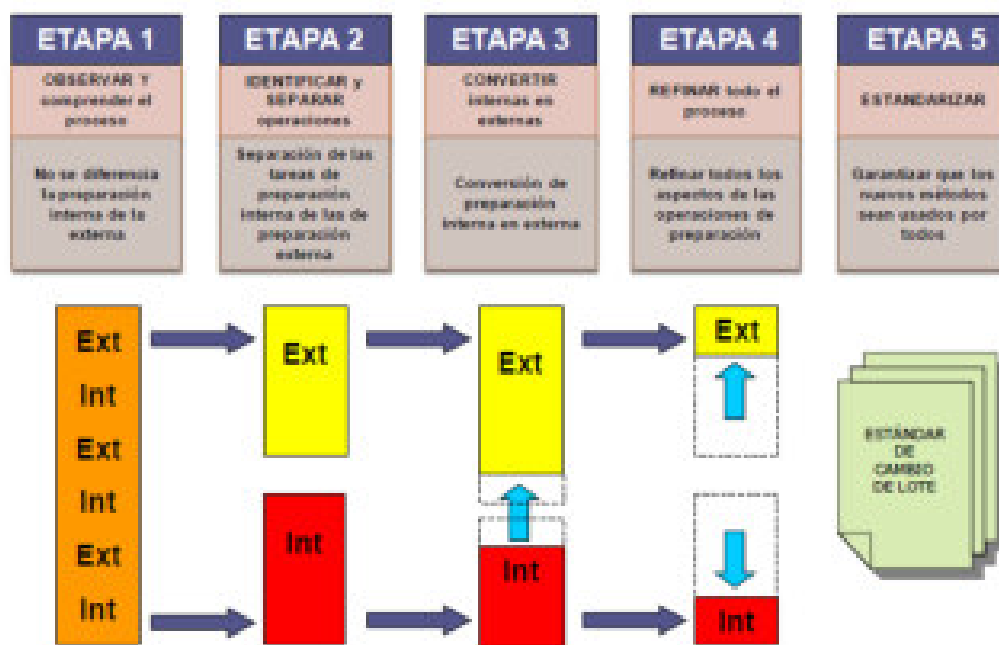 ETAPA 1
OBSERVAR Y
comprender el
proceso
No se diferencia
la preparación
interna de la
externa
ETAPA 2
IDENTIFICAR y
SEPARAR
operaciones
Separación de las
tareas de
preparación
interna de las de
preparación
externa
ETAPA 3
CONVERTIR
internas en
externas
Conversión de
preparación
Interna en externa
ETAPA 4
REFINAR todo el
proceso
Refinar todos los
aspectos de las
operaciones de
preparación
ETAPA 5
ESTANDARIZAR
Garantizar que los
nuevos métodos
sean usados por
todos
Ext
Int
Ext
Int
Ext
Int
Ext
Int
Ext
Int
Ext
Int
ESTÁNDAR
DE
CAMBIO
DE LOTE